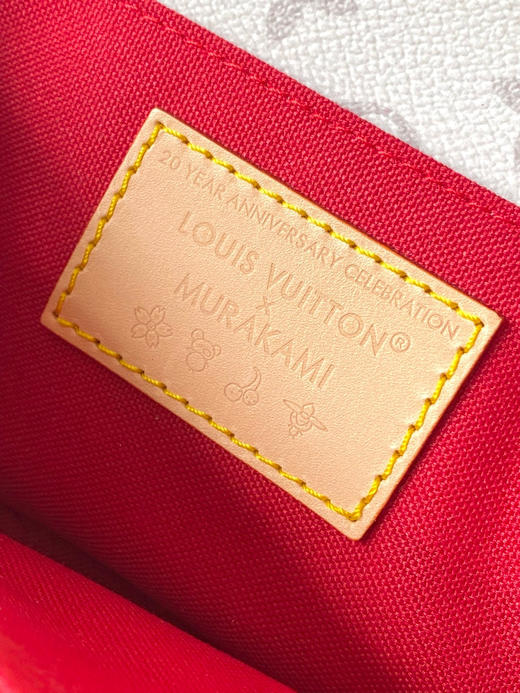 20 YEAR ANNIVERSARY CELEBRATION
LOUIS VUITTON®
×
MURAKAMI